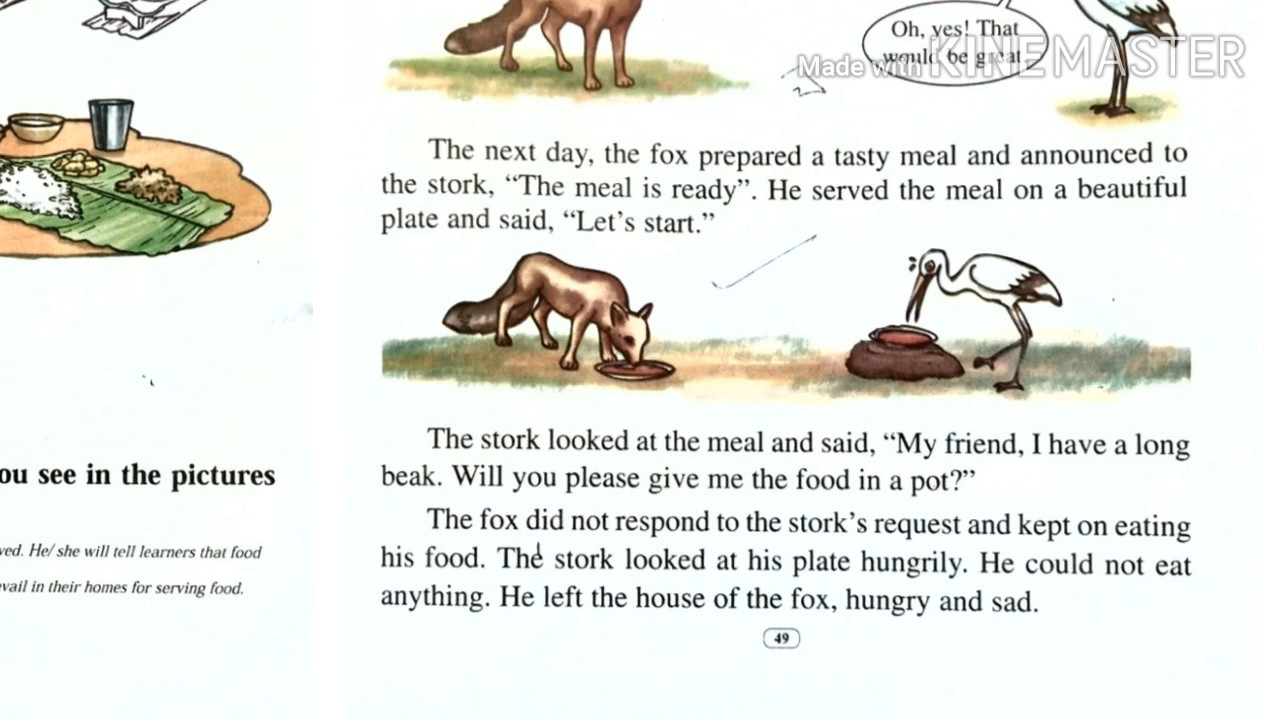 Oh, yes! That
would be great
Made with KINEMASTER
The next day, the fox prepared a tasty meal and announced to
the stork, “The meal is ready”. He served the meal on a beautiful
plate and said, “Let’s start.”
The stork looked at the meal and said, “My friend, I have a long
beak. Will you please give me the food in a pot?”
The fox did not respond to the stork’s request and kept on eating
his food. The stork looked at his plate hungrily. He could not eat
anything. He left the house of the fox, hungry and sad.
49
ou see in the pictures
ved. He/ she will tell learners that food
vail in their homes for serving food.